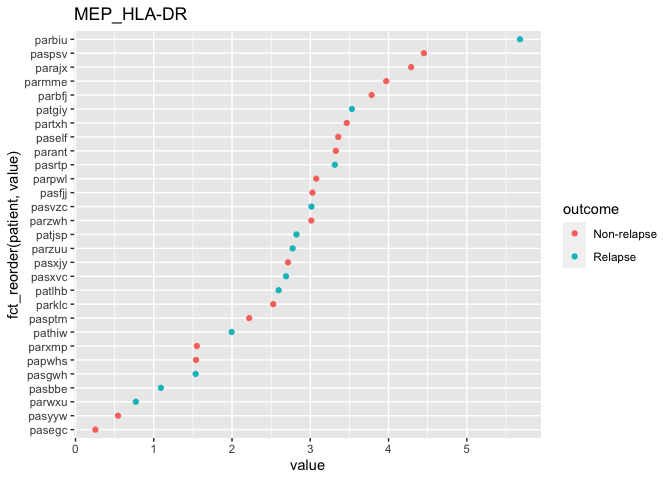 MEP_HLA-DR
fct_reorder(patient, value)
parbiu
paspsv
parajx
parmme
parbfj
patgiy
partxh
paself
parant
pasrtp
parpwl
pasfjj
pasvzc
parzwh
patjsp
parzuu
pasxjy
pasxvc
patlhb
parklc
pasptm
pathiw
parxmp
papwhs
pasgwh
pasbbe
parwxu
pasyyw
pasegc
0 1 2 3 4 5
value
outcome
Non-relapse
Relapse